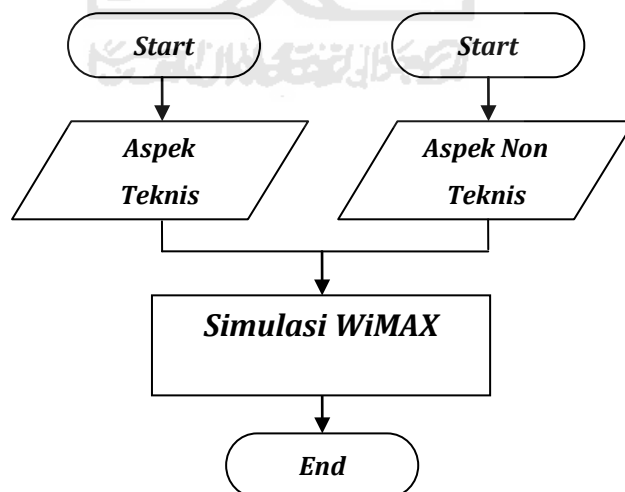 Start
Start
Aspek
Teknis
Aspek Non
Teknis
Simulasi WiMAX
End